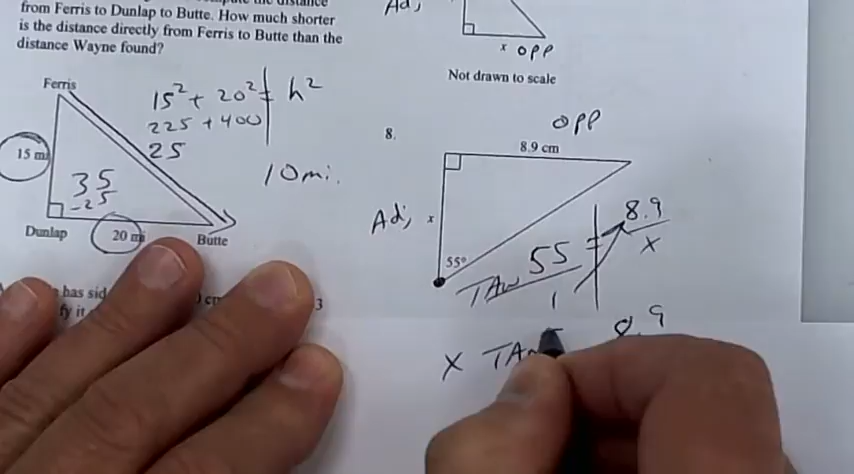 from Ferris to Dunlap to Butte. How much shorter
is the distance directly from Ferris to Butte than the
distance Wayne found?
Ferris
15² + 20² = h²
225 + 400
25
10 mi.
15 mi
35
-25
Dunlap
20 mi
Butte
has sid
fy it
3
Adj
x OPP
Not drawn to scale
8.
OPP
8.9 cm
Adj, x
55°
TAN 55 = 8.9
1 x
8.9
X TAN